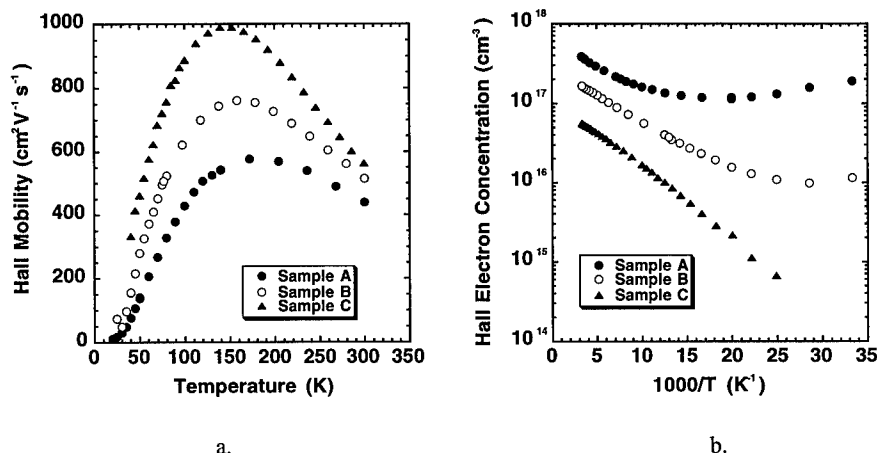 1000
800
600
400
200
0
0 50 100 150 200 250 300 350
Hall Mobility (cm² V⁻¹ s⁻¹)
Temperature (K)
Sample A
Sample B
Sample C
a.
10¹⁸
10¹⁷
10¹⁶
10¹⁵
10¹⁴
0 5 10 15 20 25 30 35
Hall Electron Concentration (cm⁻³)
1000/T (K⁻¹)
Sample A
Sample B
Sample C
b.